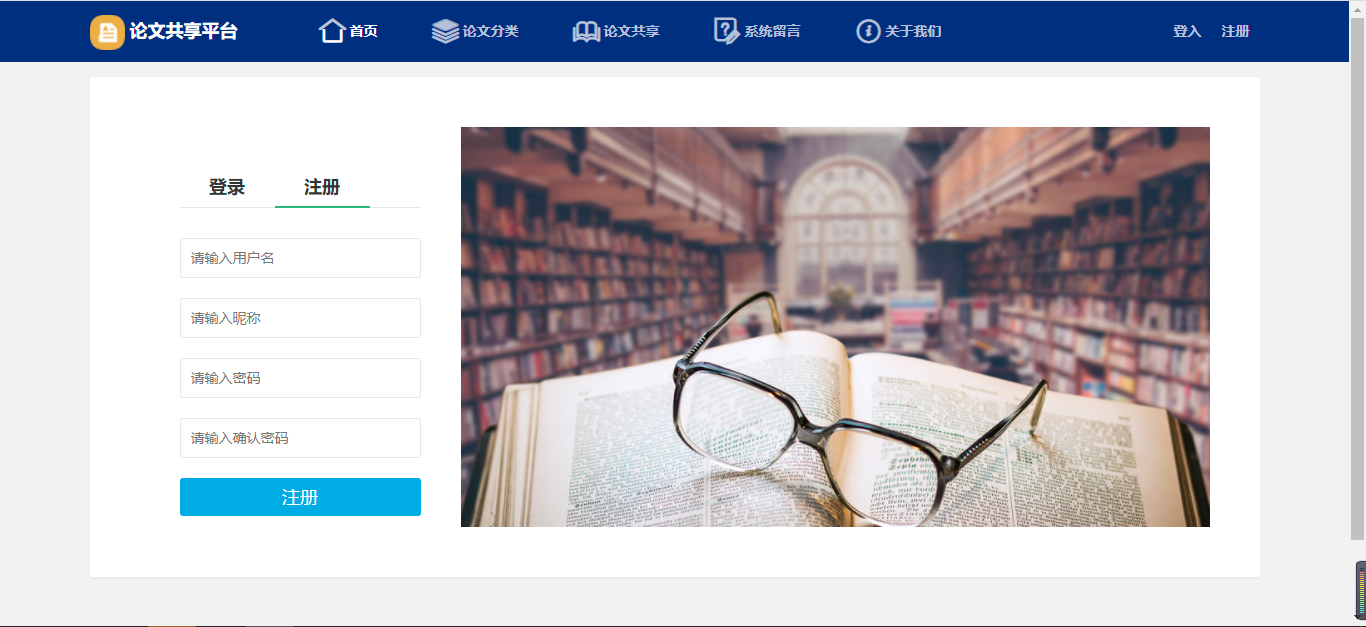 论文共享平台 首页 论文分类 论文共享 系统留言 关于我们 登入 注册
登录 注册
请输入用户名
请输入昵称
请输入密码
请输入确认密码
注册